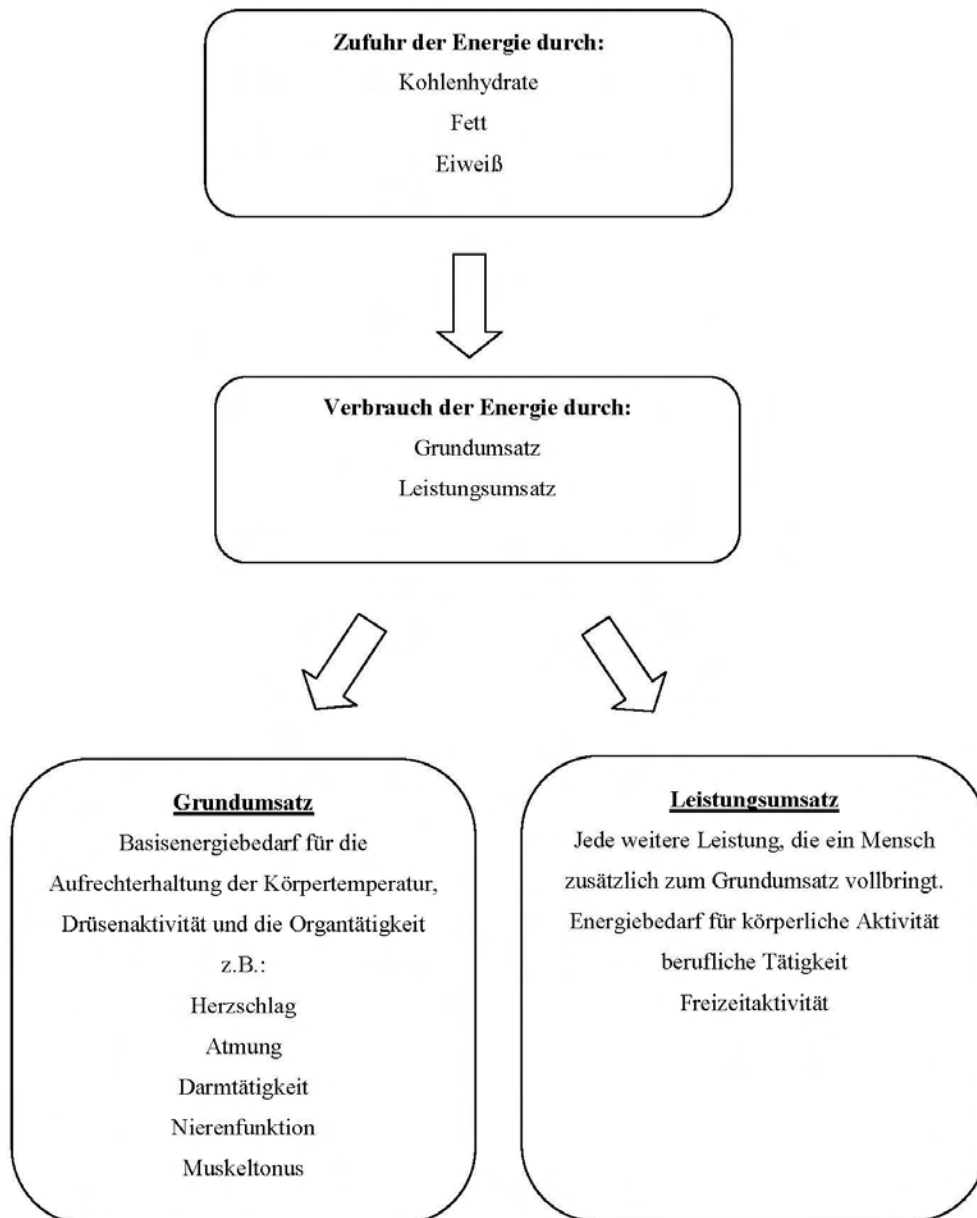 Zufuhr der Energie durch:
Kohlenhydrate
Fett
Eiweiß
Verbrauch der Energie durch:
Grundumsatz
Leistungsumsatz
Grundumsatz
Basisenergiebedarf für die
Aufrechterhaltung der Körpertemperatur,
Drüsenaktivität und die Organtätigkeit
z.B.:
Herzschlag
Atmung
Darmtätigkeit
Nierenfunktion
Muskeltonus
Leistungsumsatz
Jede weitere Leistung, die ein Mensch
zusätzlich zum Grundumsatz vollbringt.
Energiebedarf für körperliche Aktivität
berufliche Tätigkeit
Freizeitaktivität